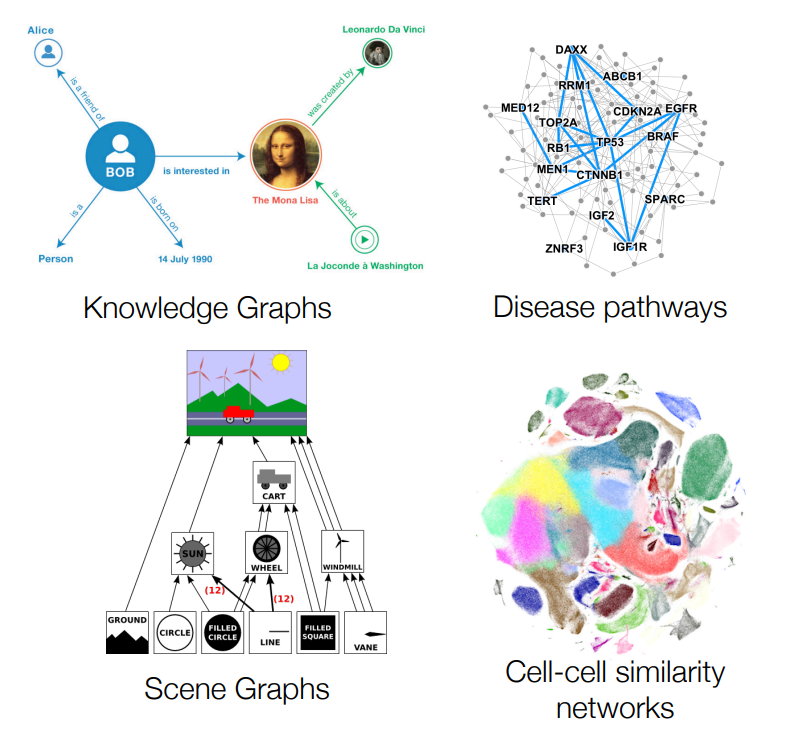 Alice
is a friend of
BOB
is a
is born on
Person
14 July 1990
is interested in
Leonardo Da Vinci
was created by
The Mona Lisa
is about
La Joconde à Washington
Knowledge Graphs
DAXX
ABCB1
RRM1
MED12
CDKN2A
EGFR
TOP2A
BRAF
TP53
RB1
MEN1
CTNNB1
TERT
SPARC
IGF2
ZNRF3
IGF1R
Disease pathways
CART
SUN
WHEEL
WINDMILL
(12)
(12)
GROUND
CIRCLE
FILLED
CIRCLE
LINE
FILLED
SQUARE
VANE
Scene Graphs
Cell-cell similarity
networks